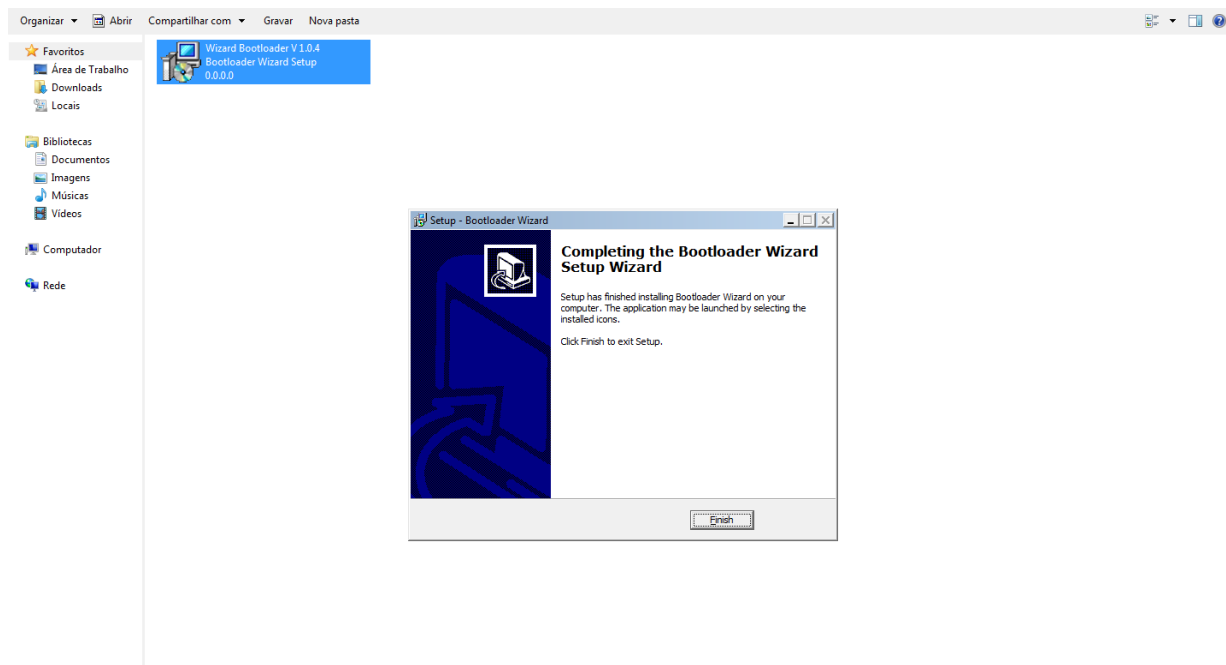 Organizar Abrir Compartilhar com Gravar Nova pasta
Favoritos
Área de Trabalho
Downloads
Locais
Bibliotecas
Documentos
Imagens
Músicas
Vídeos
Computador
Rede
Wizard Bootloader V 1.0.4
Bootloader Wizard Setup
0.0.0.0
Setup - Bootloader Wizard
Completing the Bootloader Wizard
Setup Wizard
Setup has finished installing Bootloader Wizard on your
computer. The application may be launched by selecting the
installed icons.
Click Finish to exit Setup.
Finish